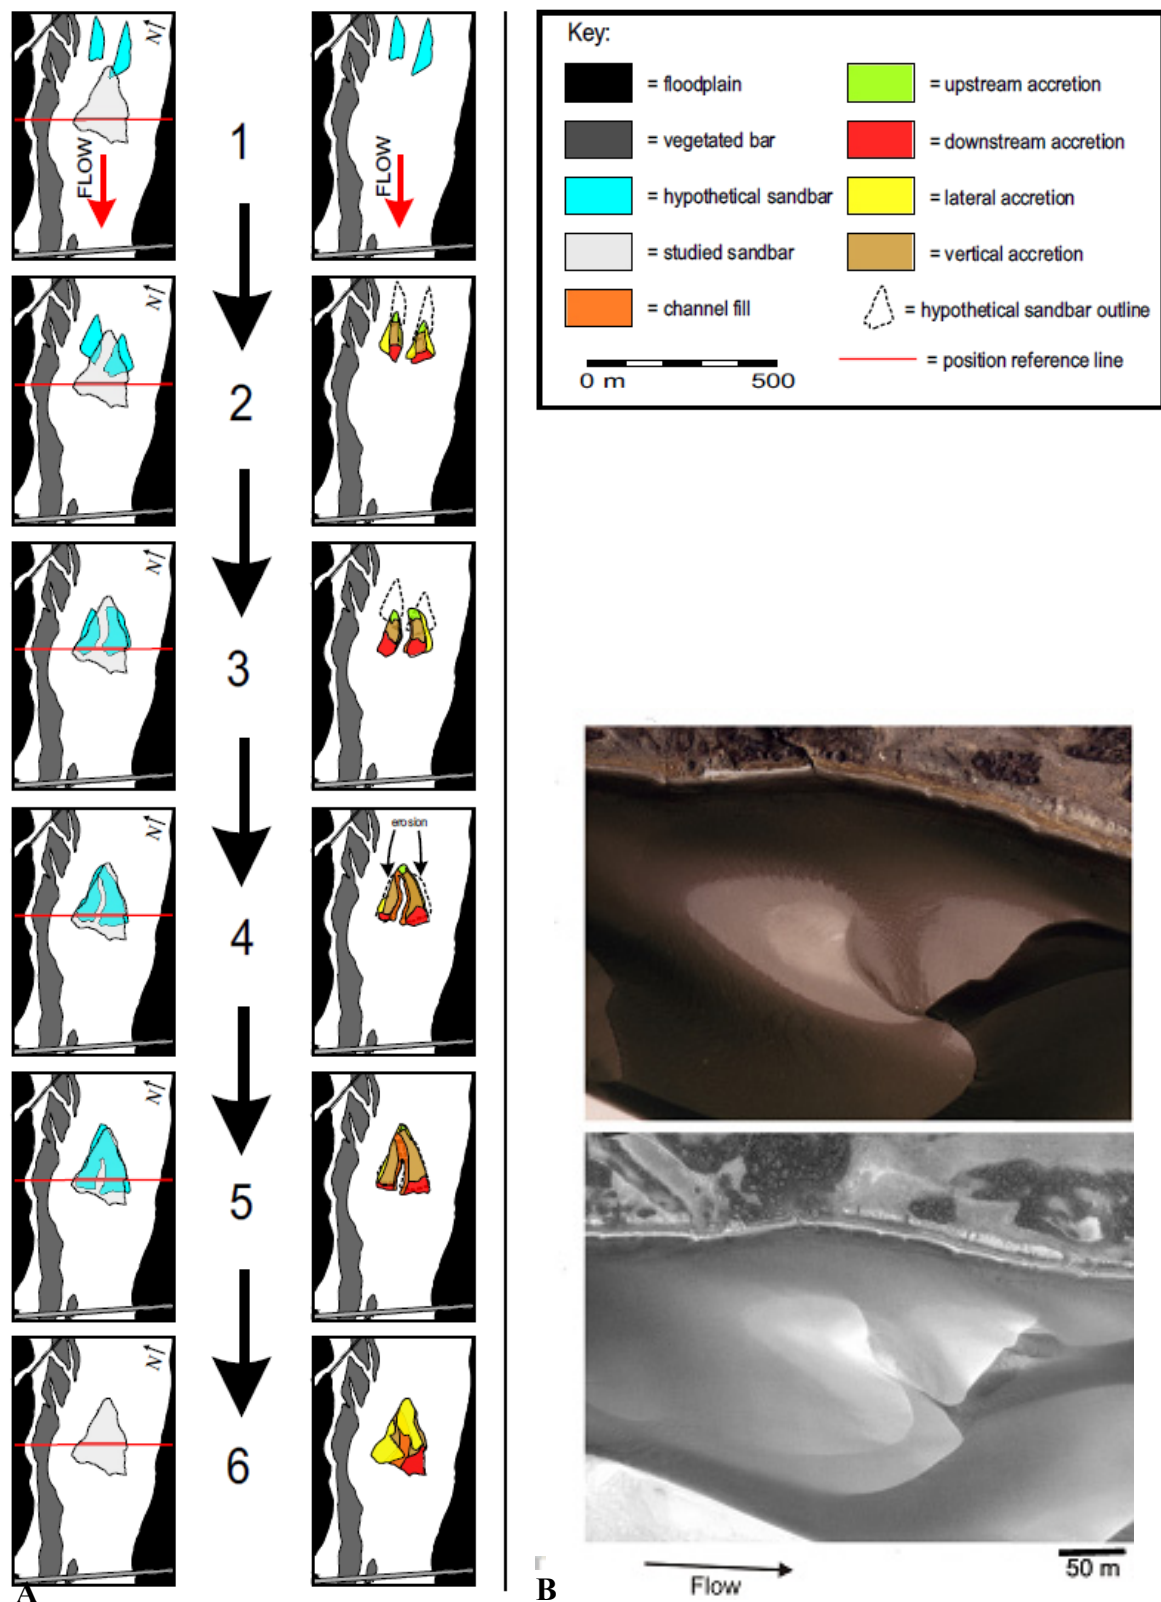 N
FLOW
FLOW
1
N
2
N
3
N
erosion
4
N
5
N
6
A
Key:
= floodplain
= upstream accretion
= vegetated bar
= downstream accretion
= hypothetical sandbar
= lateral accretion
= studied sandbar
= vertical accretion
= channel fill
= hypothetical sandbar outline
0 m 500
= position reference line
B
Flow
50 m